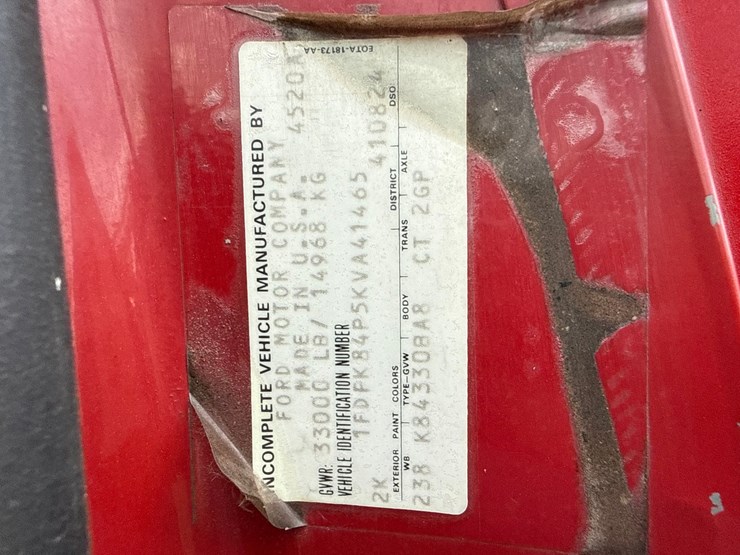 INCOMPLETE VEHICLE MANUFACTURED BY
FORD MOTOR COMPANY
MADE IN U.S.A. 4520A
GVWR: 33000 LB/ 14968 KG
VEHICLE IDENTIFICATION NUMBER
1FDPK84P5KVA41465
2K 410824
EXTERIOR PAINT COLORS DISTRICT DSO
WB TYPE-GVW BODY TRANS AXLE
238 K84330BA8 CT 2GP
EOTA-18173-AA